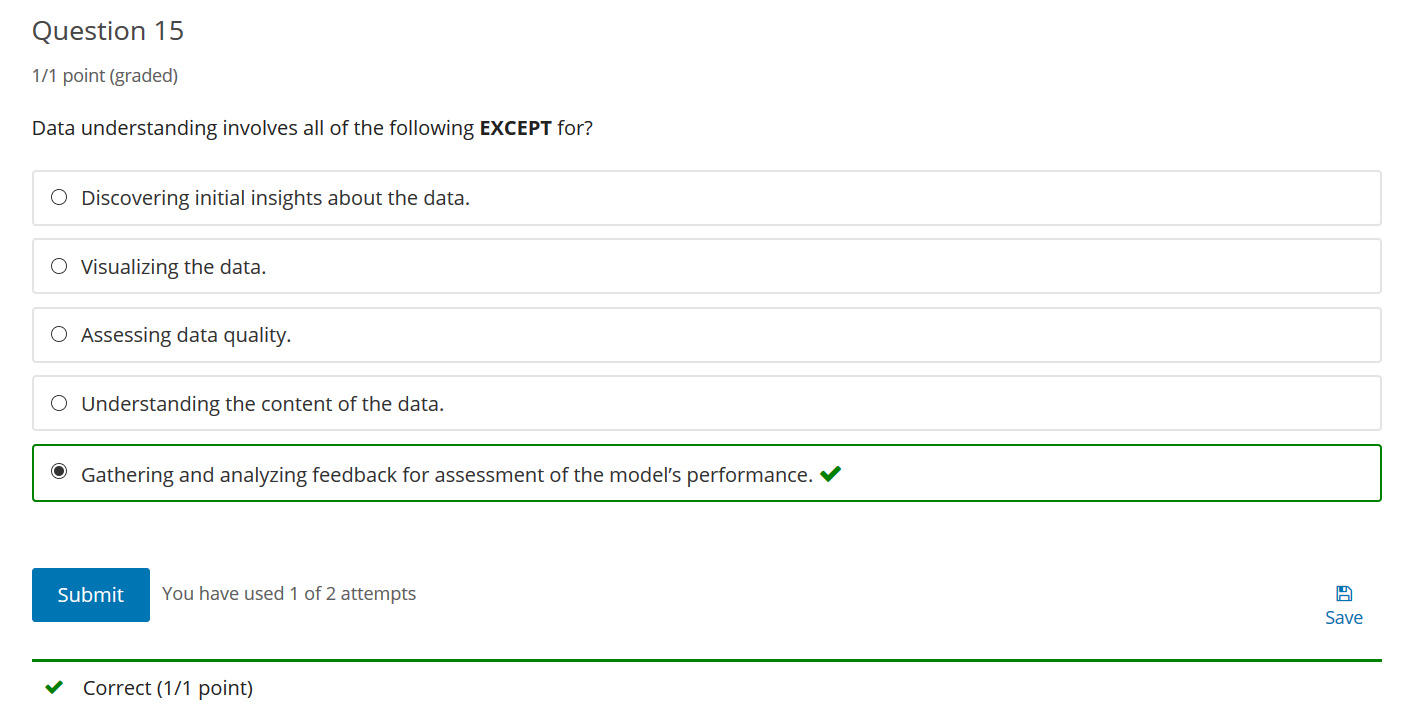 Question 15
1/1 point (graded)
Data understanding involves all of the following EXCEPT for?
Discovering initial insights about the data.
Visualizing the data.
Assessing data quality.
Understanding the content of the data.
Gathering and analyzing feedback for assessment of the model’s performance.
Submit You have used 1 of 2 attempts
Save
Correct (1/1 point)